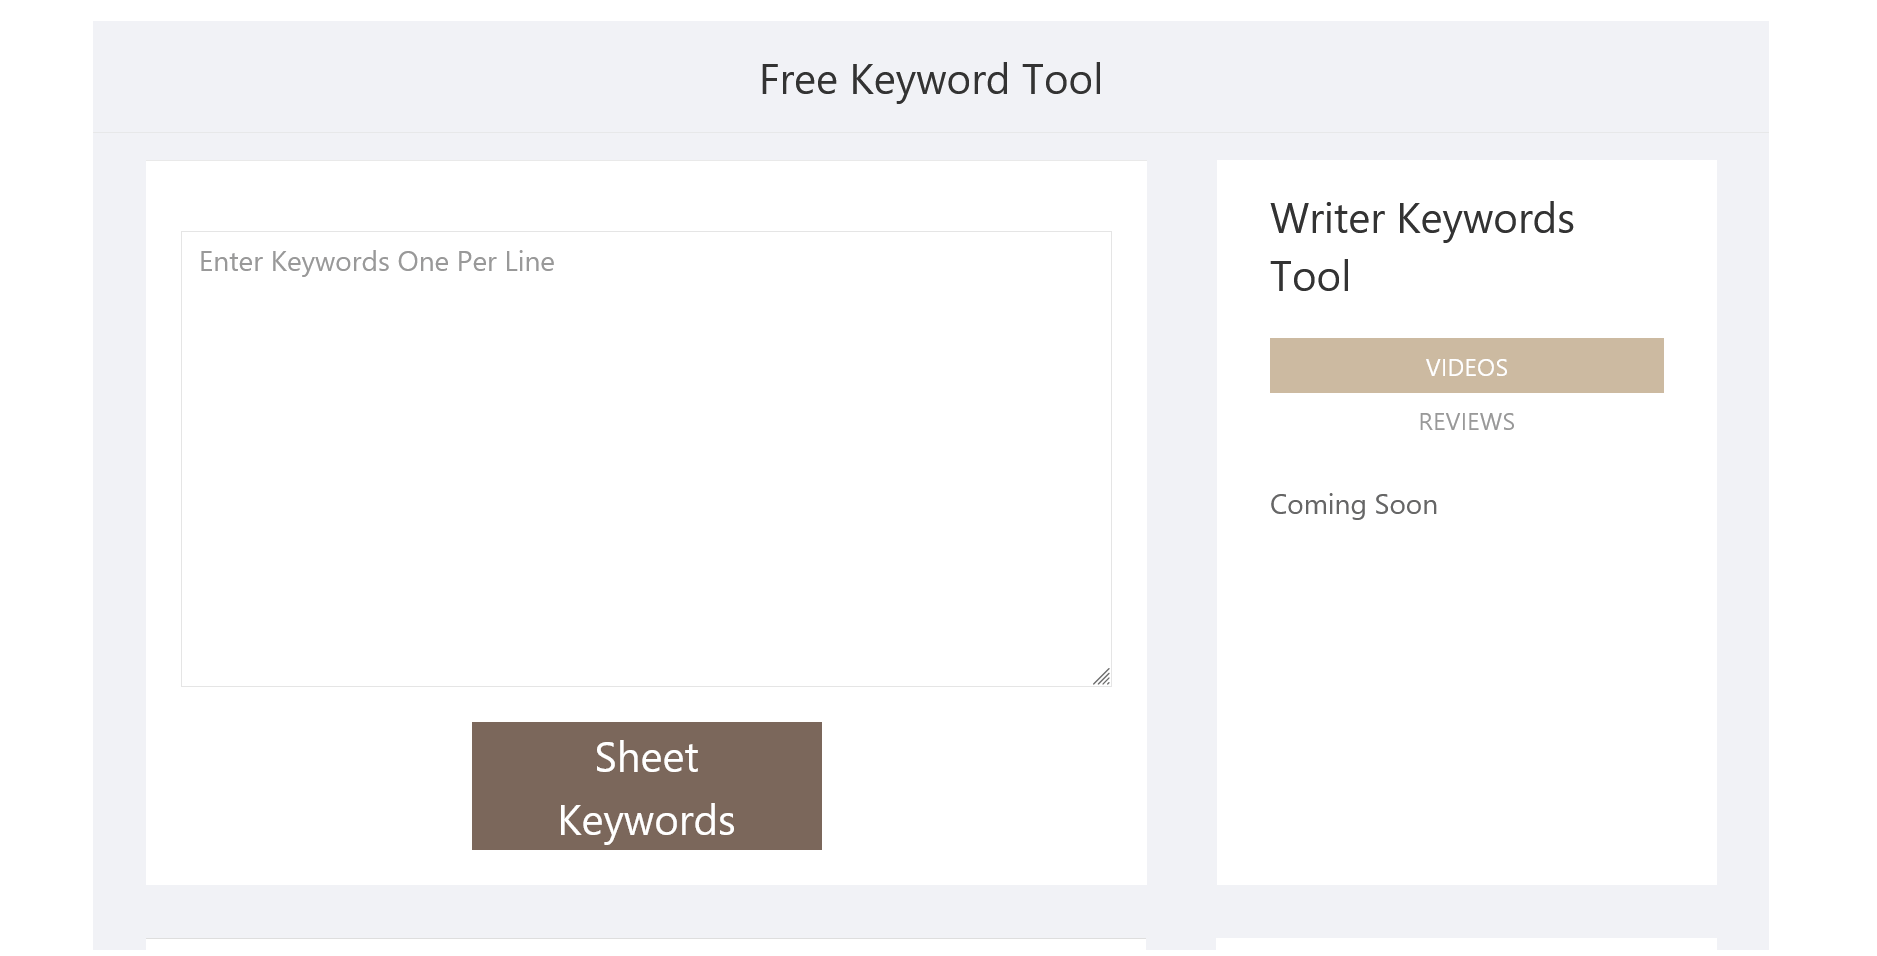 Free Keyword Tool
Enter Keywords One Per Line
Sheet
Keywords
Writer Keywords
Tool
VIDEOS
REVIEWS
Coming Soon